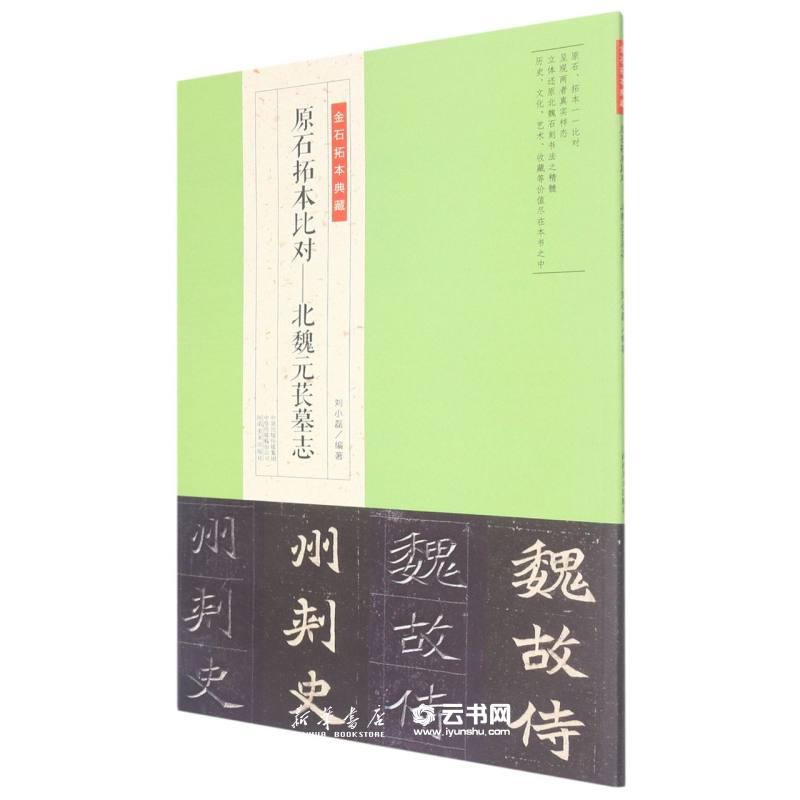 原石、拓本一一比对
呈现两者真实样态
立体还原北魏石刻书法之精髓
历史、文化、艺术、收藏等价值尽在本书之中
金石拓本典藏
原石拓本比对——北魏元苌墓志
刘小磊／编著
魏故侍
魏故侍
州刺史
州刺史
新华书店
XINHUA BOOKSTORE
云书网
www.iyunshu.com